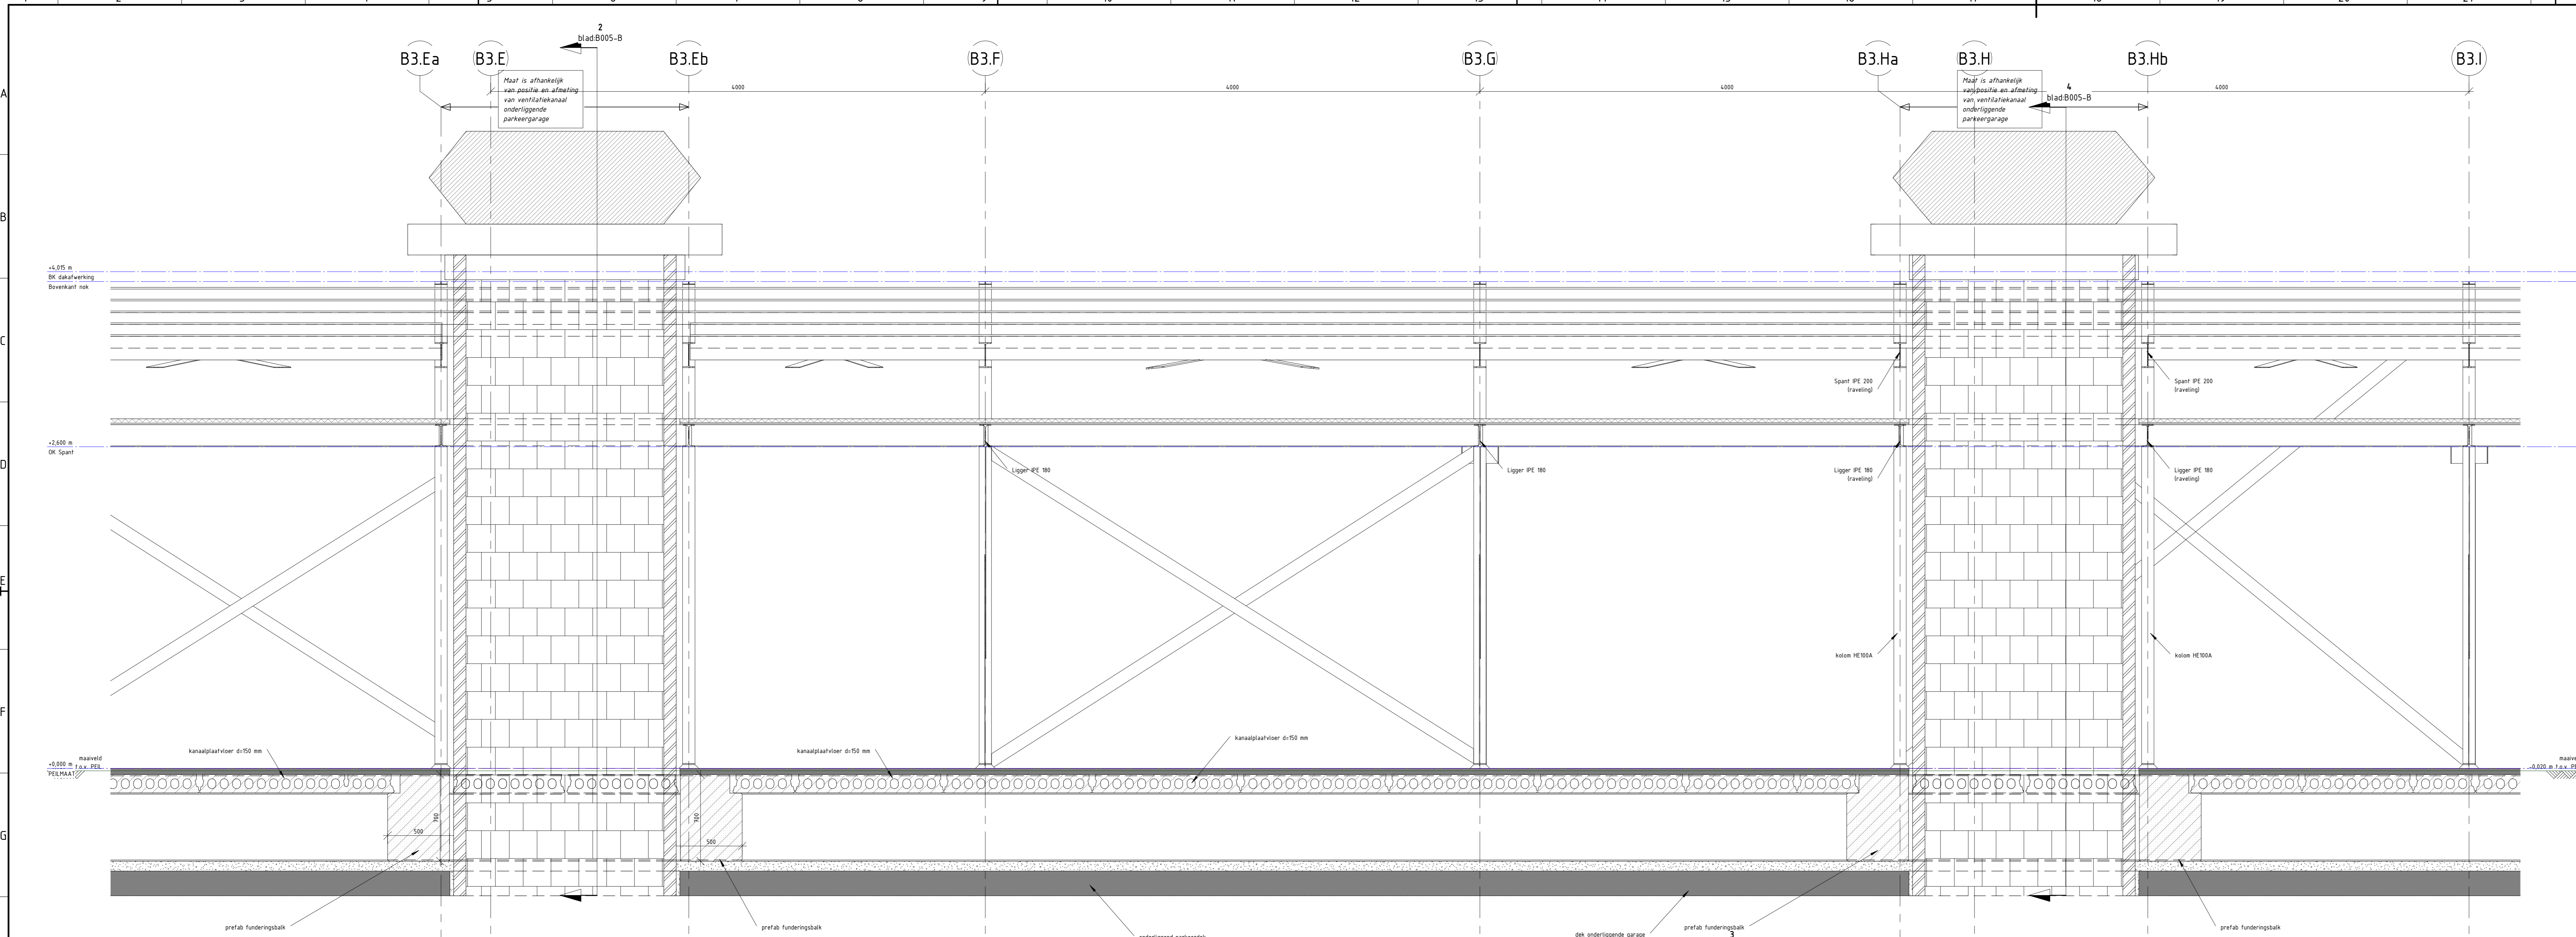 2
blad:B005-B
B3.Ea
B3.E
B3.Eb
B3.F
B3.G
B3.Ha
B3.H
B3.Hb
B3.I
Maat is afhankelijk
van positie en afmeting
van ventilatiekanaal
onderliggende
parkeergarage
Maat is afhankelijk
van positie en afmeting
van ventilatiekanaal
onderliggende
parkeergarage
4
blad:B005-B
4000
4000
4000
4000
A
B
C
D
E
F
G
+4,015 m
BK dakafwerking
Bovenkant nok
Spant IPE 200
(raveling)
Spant IPE 200
(raveling)
+2,600 m
OK Spant
Ligger IPE 180
Ligger IPE 180
Ligger IPE 180
(raveling)
Ligger IPE 180
(raveling)
kolom HE100A
kolom HE100A
kanaalplaatvloer d=150 mm
kanaalplaatvloer d=150 mm
kanaalplaatvloer d=150 mm
maaiveld
t.o.v. PEIL
+0,000 m
PEILMAAT
-0,020 m t.o.v.
700
500
700
500
prefab funderingsbalk
prefab funderingsbalk
dek onderliggende garage
prefab funderingsbalk
prefab funderingsbalk
3